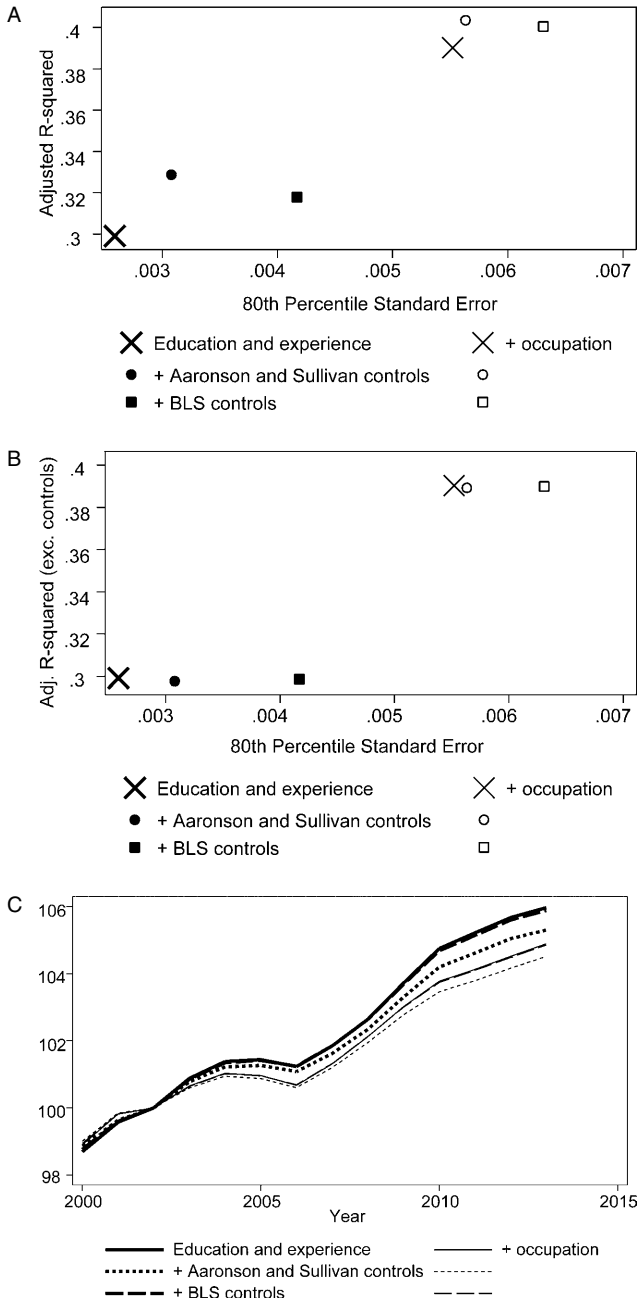 A
Adjusted R-squared
.4
.38
.36
.34
.32
.3
.003 .004 .005 .006 .007
80th Percentile Standard Error
Education and experience + occupation
+ Aaronson and Sullivan controls
+ BLS controls
B
Adj. R-squared (exc. controls)
.4
.38
.36
.34
.32
.3
.003 .004 .005 .006 .007
80th Percentile Standard Error
Education and experience + occupation
+ Aaronson and Sullivan controls
+ BLS controls
C
106
104
102
100
98
2000 2005 2010 2015
Year
Education and experience + occupation
+ Aaronson and Sullivan controls
+ BLS controls